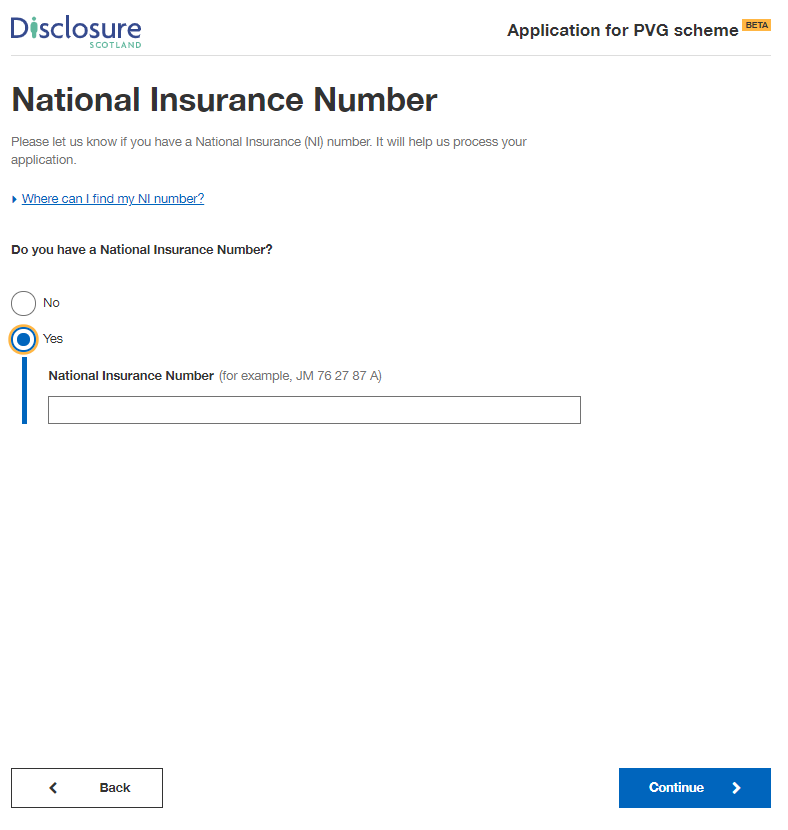 Disclosure
SCOTLAND
Application for PVG scheme BETA
National Insurance Number
Please let us know if you have a National Insurance (NI) number. It will help us process your
application.
Where can I find my NI number?
Do you have a National Insurance Number?
No
Yes
National Insurance Number (for example, JM 76 27 87 A)
Back
Continue